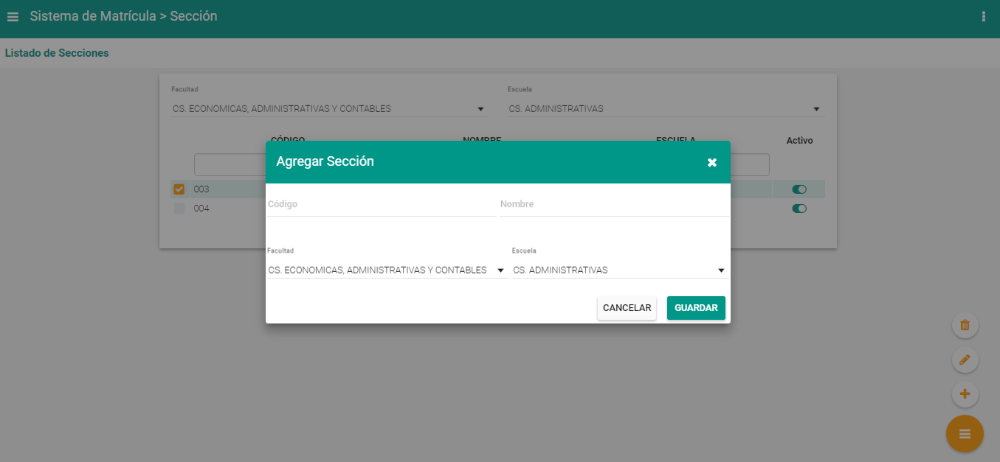 Sistema de Matrícula > Sección
Listado de Secciones
Facultad Escuela
CS. ECONOMICAS, ADMINISTRATIVAS Y CONTABLES CS. ADMINISTRATIVAS
CÓDIGO NOMBRE ESCUELA Activo
003
004
Agregar Sección
Código Nombre
Facultad Escuela
CS. ECONOMICAS, ADMINISTRATIVAS Y CONTABLES CS. ADMINISTRATIVAS
CANCELAR GUARDAR